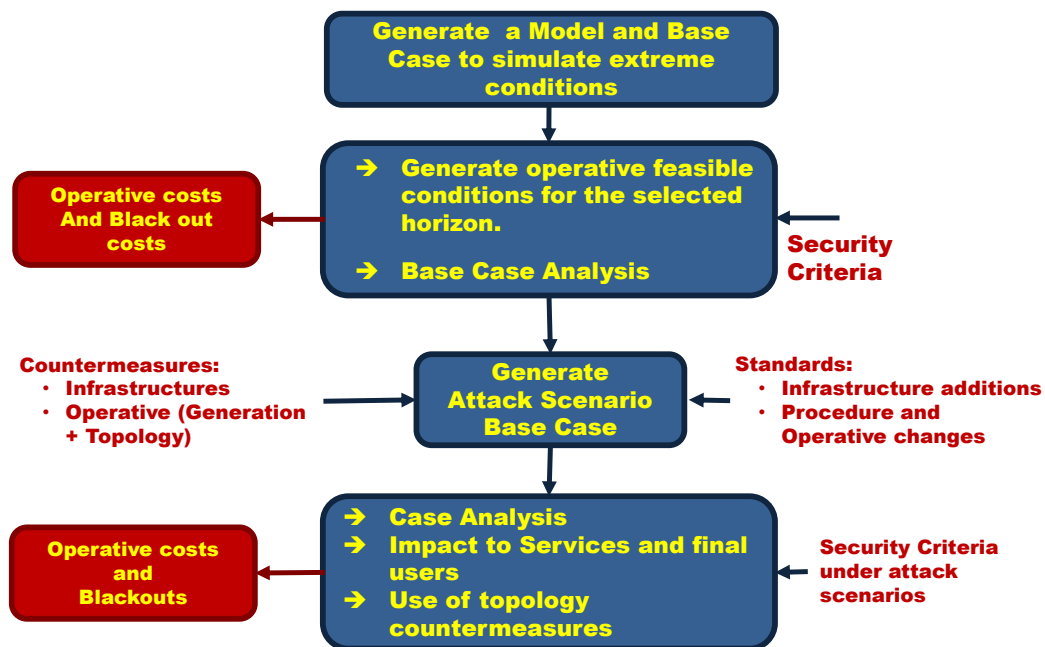 Generate a Model and Base
Case to simulate extreme
conditions
➔ Generate operative feasible
conditions for the selected
horizon.
➔ Base Case Analysis
Operative costs
And Black out
costs
Security
Criteria
Countermeasures:
• Infrastructures
• Operative (Generation
+ Topology)
Generate
Attack Scenario
Base Case
Standards:
• Infrastructure additions
• Procedure and
Operative changes
➔ Case Analysis
➔ Impact to Services and final
users
➔ Use of topology
countermeasures
Operative costs
and
Blackouts
Security Criteria
under attack
scenarios